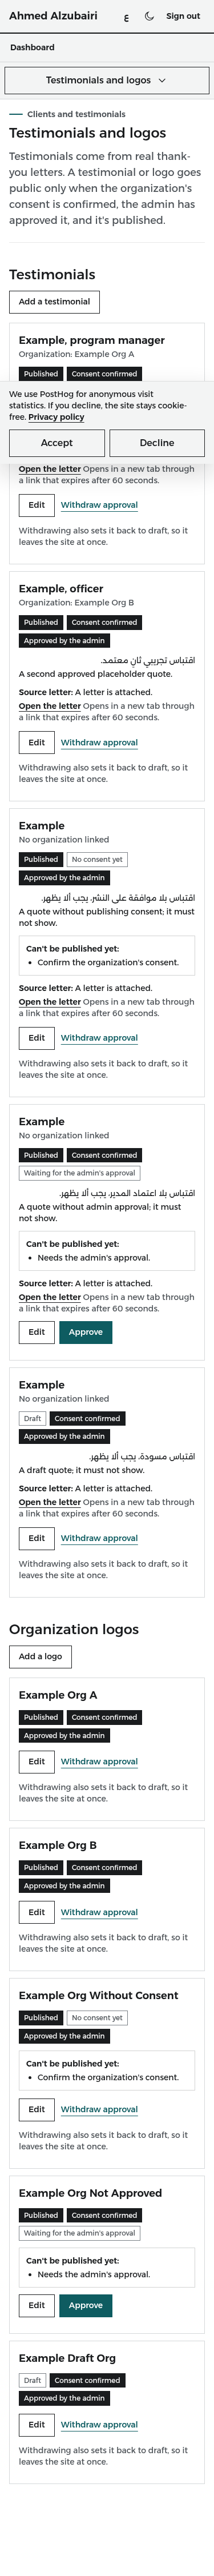 Ahmed Alzubairi
ع
Sign out
Dashboard
Testimonials and logos
Clients and testimonials
Testimonials and logos
Testimonials come from real thank-
you letters. A testimonial or logo goes
public only when the organization's
consent is confirmed, the admin has
approved it, and it's published.
Testimonials
Add a testimonial
Example, program manager
Organization: Example Org A
Published
Consent confirmed
We use PostHog for anonymous visit
statistics. If you decline, the site stays cookie-
free. Privacy policy
Accept
Decline
Open the letter Opens in a new tab through
a link that expires after 60 seconds.
Edit
Withdraw approval
Withdrawing also sets it back to draft, so it
leaves the site at once.
Example, officer
Organization: Example Org B
Published
Consent confirmed
Approved by the admin
اقتباس تجريبي ثانٍ معتمد.
A second approved placeholder quote.
Source letter: A letter is attached.
Open the letter Opens in a new tab through
a link that expires after 60 seconds.
Edit
Withdraw approval
Withdrawing also sets it back to draft, so it
leaves the site at once.
Example
No organization linked
Published
No consent yet
Approved by the admin
اقتباس بلا موافقة على النشر، يجب ألا يظهر.
A quote without publishing consent; it must
not show.
Can't be published yet:
• Confirm the organization's consent.
Source letter: A letter is attached.
Open the letter Opens in a new tab through
a link that expires after 60 seconds.
Edit
Withdraw approval
Withdrawing also sets it back to draft, so it
leaves the site at once.
Example
No organization linked
Published
Consent confirmed
Waiting for the admin's approval
اقتباس بلا اعتماد المدير، يجب ألا يظهر.
A quote without admin approval; it must
not show.
Can't be published yet:
• Needs the admin's approval.
Source letter: A letter is attached.
Open the letter Opens in a new tab through
a link that expires after 60 seconds.
Edit
Approve
Example
No organization linked
Draft
Consent confirmed
Approved by the admin
اقتباس مسودة، يجب ألا يظهر.
A draft quote; it must not show.
Source letter: A letter is attached.
Open the letter Opens in a new tab through
a link that expires after 60 seconds.
Edit
Withdraw approval
Withdrawing also sets it back to draft, so it
leaves the site at once.
Organization logos
Add a logo
Example Org A
Published
Consent confirmed
Approved by the admin
Edit
Withdraw approval
Withdrawing also sets it back to draft, so it
leaves the site at once.
Example Org B
Published
Consent confirmed
Approved by the admin
Edit
Withdraw approval
Withdrawing also sets it back to draft, so it
leaves the site at once.
Example Org Without Consent
Published
No consent yet
Approved by the admin
Can't be published yet:
• Confirm the organization's consent.
Edit
Withdraw approval
Withdrawing also sets it back to draft, so it
leaves the site at once.
Example Org Not Approved
Published
Consent confirmed
Waiting for the admin's approval
Can't be published yet:
• Needs the admin's approval.
Edit
Approve
Example Draft Org
Draft
Consent confirmed
Approved by the admin
Edit
Withdraw approval
Withdrawing also sets it back to draft, so it
leaves the site at once.